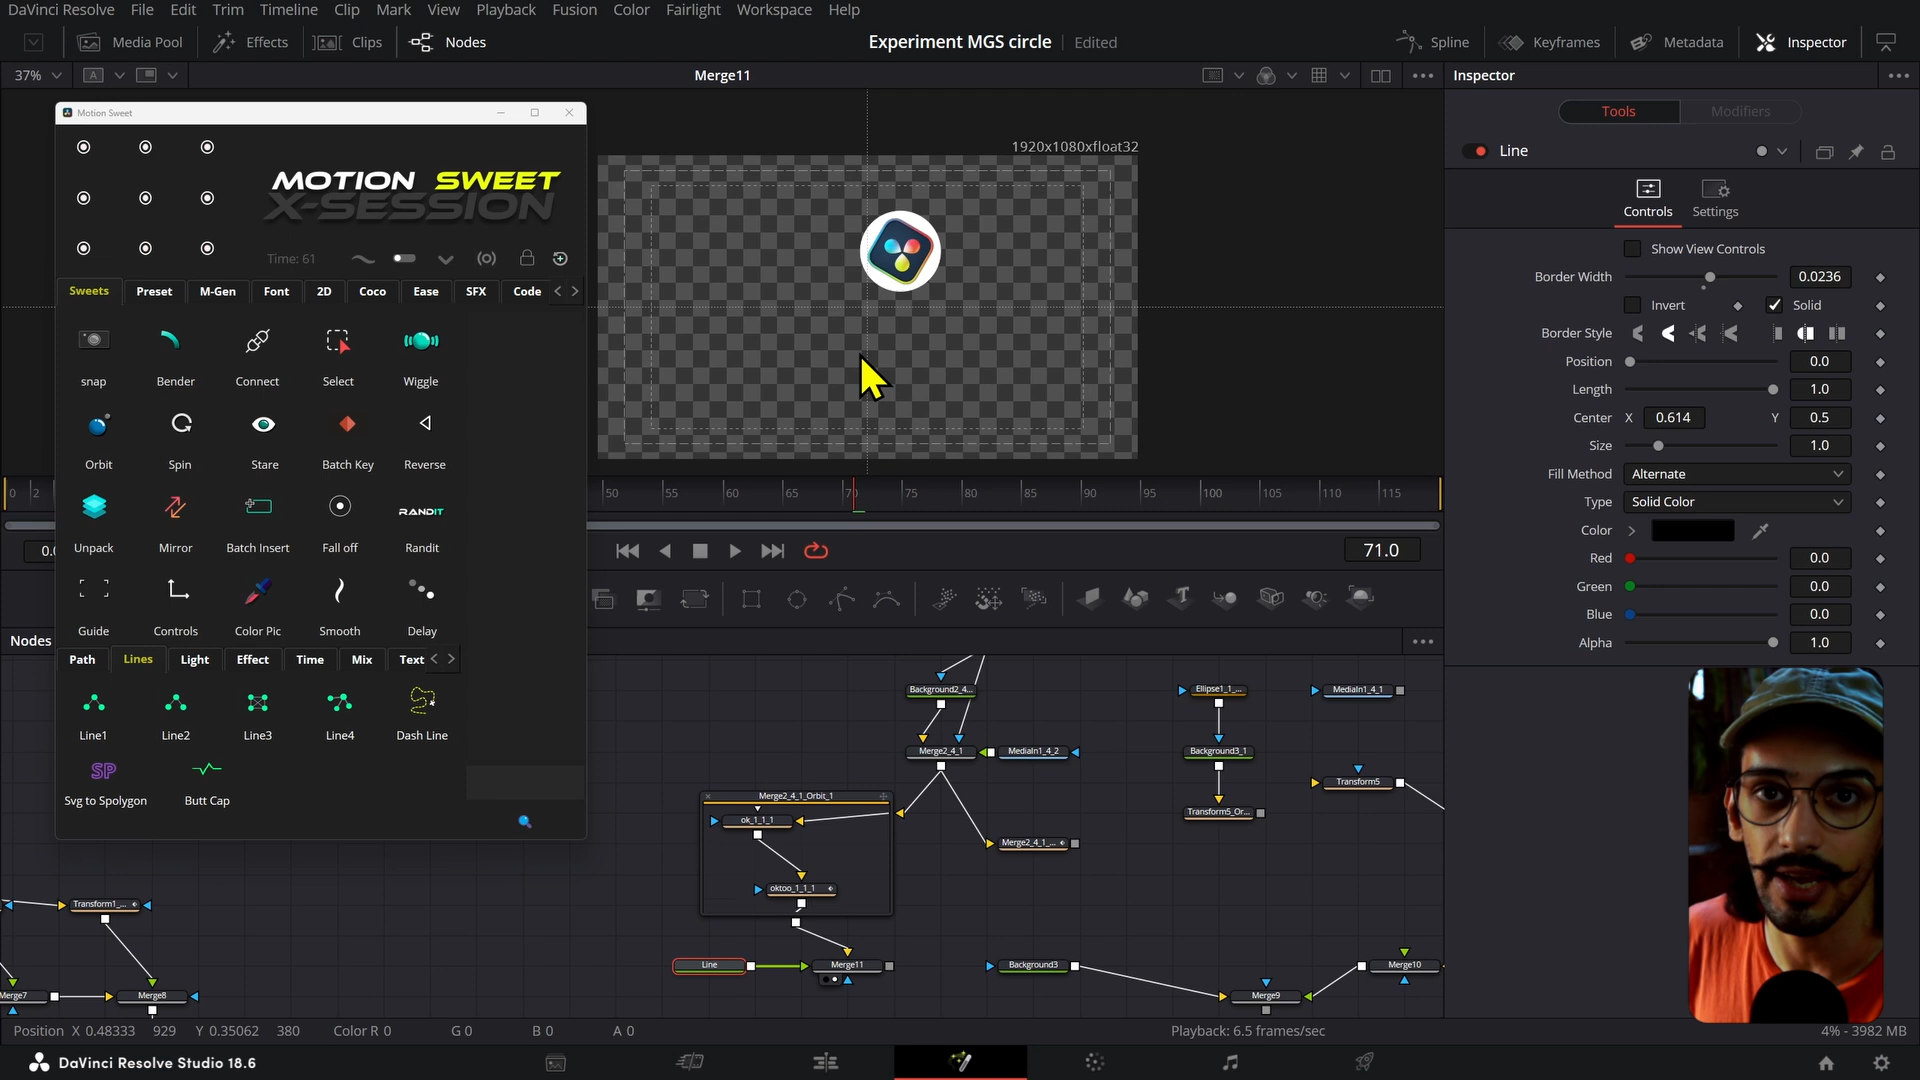 DaVinci Resolve File Edit Trim Timeline Clip Mark View Playback Fusion Color Fairlight Workspace Help
Media Pool Effects Clips Nodes Experiment MGS circle Edited Spline Keyframes Metadata Inspector
37% A Merge11 Inspector
Motion Sweet
MOTION SWEET
X-SESSION
Time: 61
Sweets Preset M-Gen Font 2D Coco Ease SFX Code
snap Bender Connect Select Wiggle
Orbit Spin Stare Batch Key Reverse
RANDIT
Unpack Mirror Batch Insert Fall off Randit
Guide Controls Color Pic Smooth Delay
Path Lines Light Effect Time Mix Text
Line1 Line2 Line3 Line4 Dash Line
SP
Svg to Spolygon Butt Cap
1920x1080xfloat32
0 2 50 55 60 65 70 75 80 85 90 95 100 105 110 115
0.0 71.0
T
Tools Modifiers
Line
Controls Settings
Show View Controls
Border Width 0.0236
Invert Solid
Border Style
Position 0.0
Length 1.0
Center X 0.614 Y 0.5
Size 1.0
Fill Method Alternate
Type Solid Color
Color
Red 0.0
Green 0.0
Blue 0.0
Alpha 1.0
Nodes
Background2_4...
Ellipse1_1_...
MediaIn1_4_1
Merge2_4_1
MediaIn1_4_2
Background3_1
Transform5
Merge2_4_1_Orbit_1
ok_1_1_1
Transform5_Or...
Merge2_4_1_...
oktoo_1_1_1
Transform1_...
Line
Merge11
Background3
Merge10
Merge7
Merge8
Merge9
Position X 0.48333 929 Y 0.35062 380 Color R 0 G 0 B 0 A 0 Playback: 6.5 frames/sec 4% - 3982 MB
DaVinci Resolve Studio 18.6